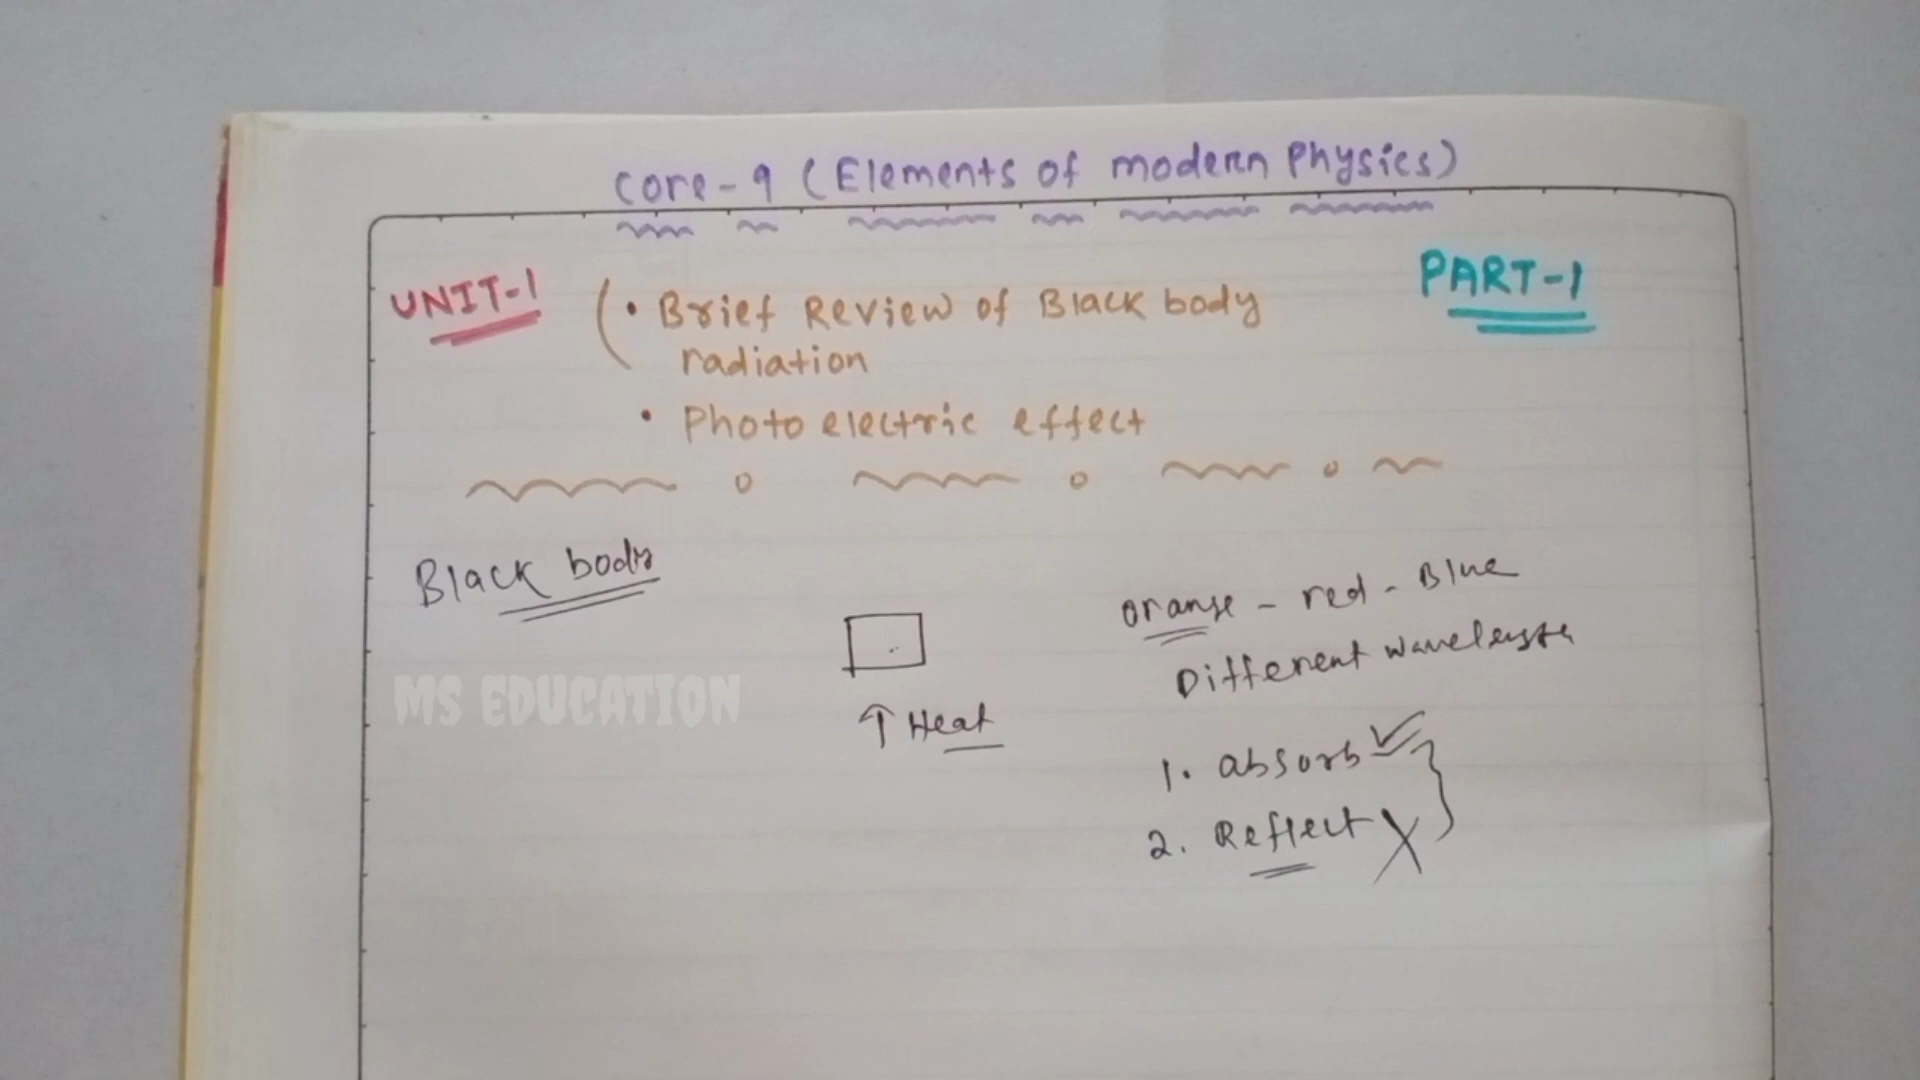 Core-9 (Elements of modern Physics)
UNIT-1
PART-1
(• Brief Review of Black body
radiation
• Photo electric effect
Black body
orange - red - Blue
Different wavelength
MS EDUCATION
↑ Heat
1. absorb ✓
2. Reflect X